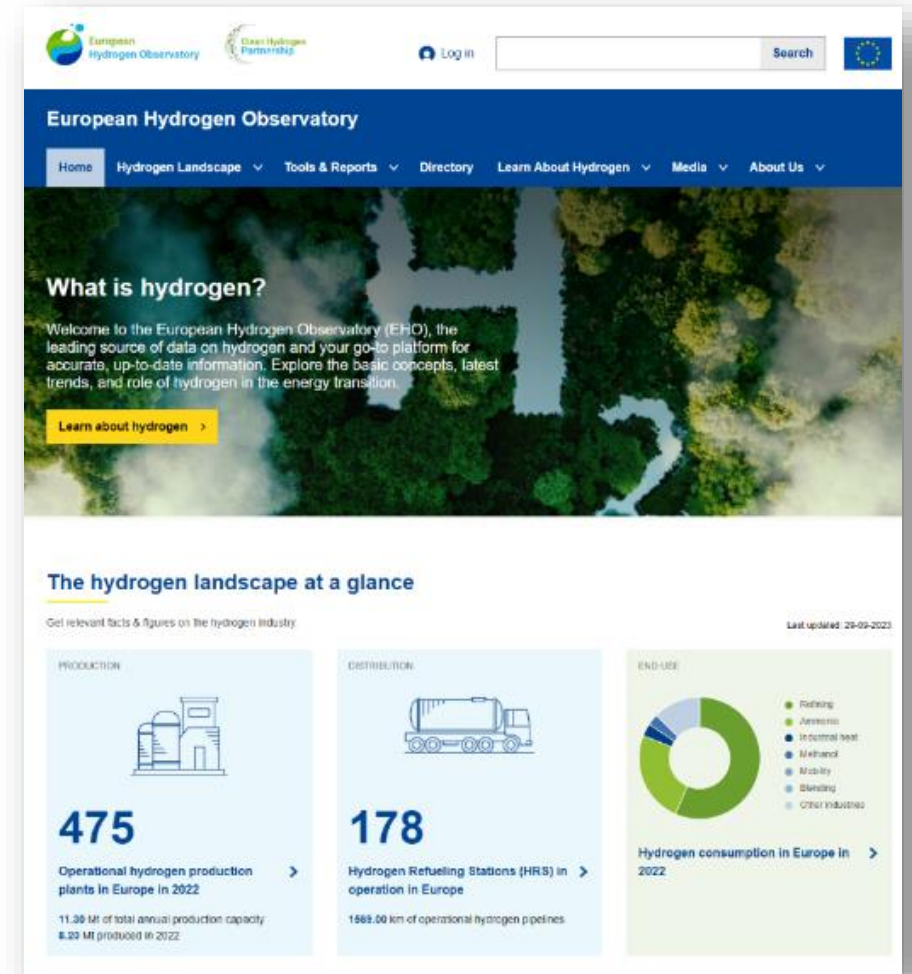 European
Hydrogen Observatory
Clean Hydrogen
Partnership
Log in
Search
European Hydrogen Observatory
Home
Hydrogen Landscape
Tools & Reports
Directory
Learn About Hydrogen
Media
About Us
What is hydrogen?
Welcome to the European Hydrogen Observatory (EHO), the
leading source of data on hydrogen and your go-to platform for
accurate, up-to-date information. Explore the basic concepts, latest
trends, and role of hydrogen in the energy transition.
Learn about hydrogen
The hydrogen landscape at a glance
Get relevant facts & figures on the hydrogen industry
Last updated: 29-09-2023
PRODUCTION
475
Operational hydrogen production
plants in Europe in 2022
11.30 Mt of total annual production capacity
8.20 Mt produced in 2022
DISTRIBUTION
178
Hydrogen Refueling Stations (HRS) in
operation in Europe
1569.00 km of operational hydrogen pipelines
END-USE
Refining
Ammonia
Industrial heat
Methanol
Mobility
Blending
Other industries
Hydrogen consumption in Europe in
2022